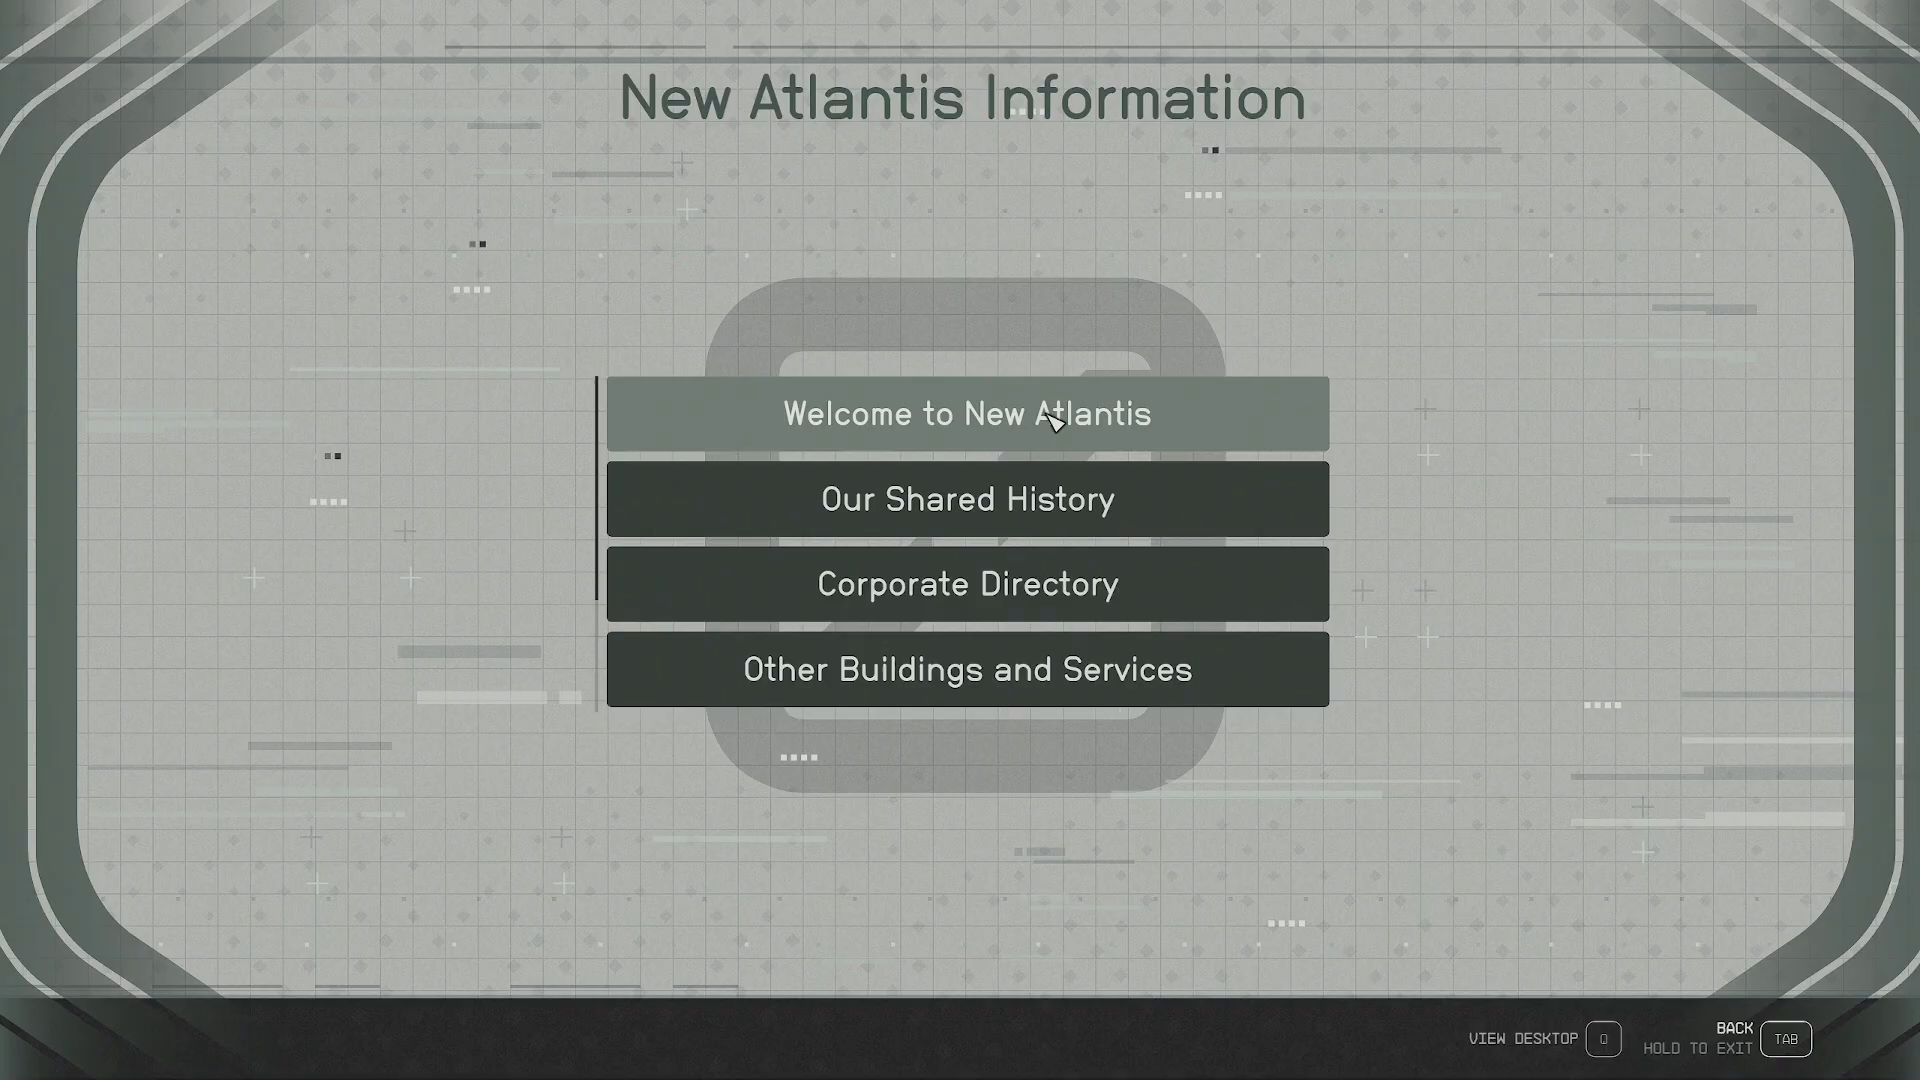 New Atlantis Information
Welcome to New Atlantis
Our Shared History
Corporate Directory
Other Buildings and Services
VIEW DESKTOP Q
BACK
HOLD TO EXIT
TAB